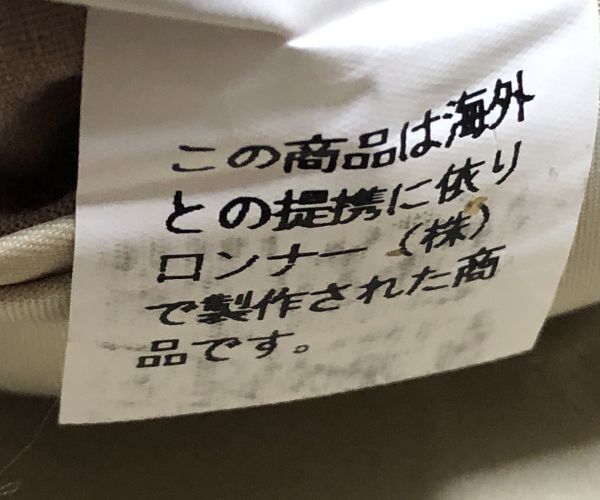 この商品は海外
との提携に依り
ロンナー(株)
で製作された商
品です。